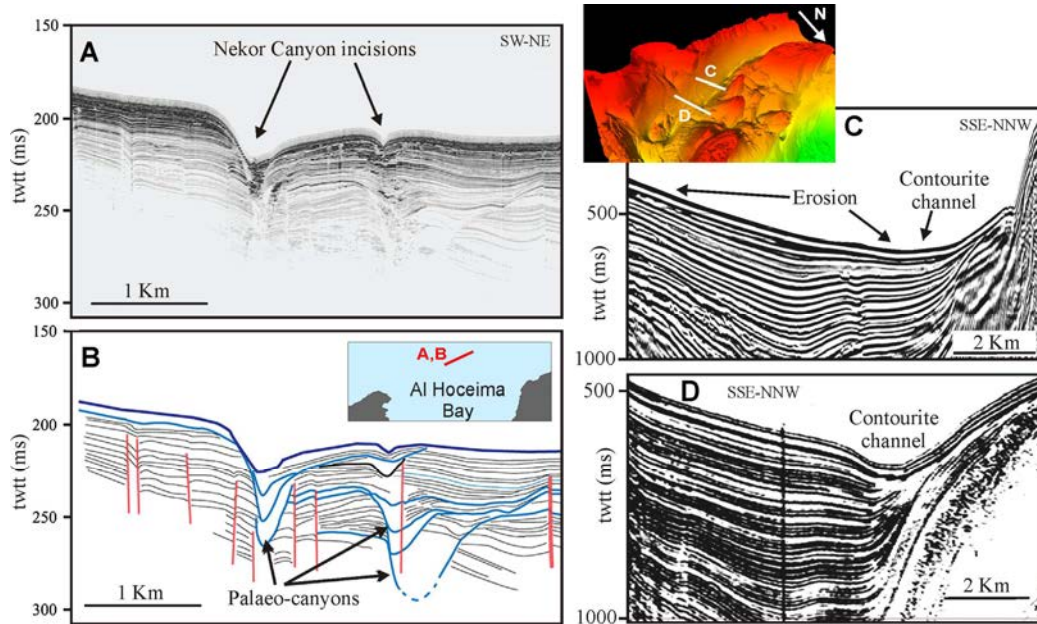 150
A
Nekor Canyon incisions
SW-NE
200
twtt (ms)
250
1 Km
300
150
B
A,B
Al Hoceima
Bay
200
twtt (ms)
250
1 Km
Palaeo-canyons
300
N
C
D
C
SSE-NNW
500
Erosion
Contourite
channel
twtt (ms)
2 Km
1000
500
D
SSE-NNW
Contourite
channel
twtt (ms)
2 Km
1000